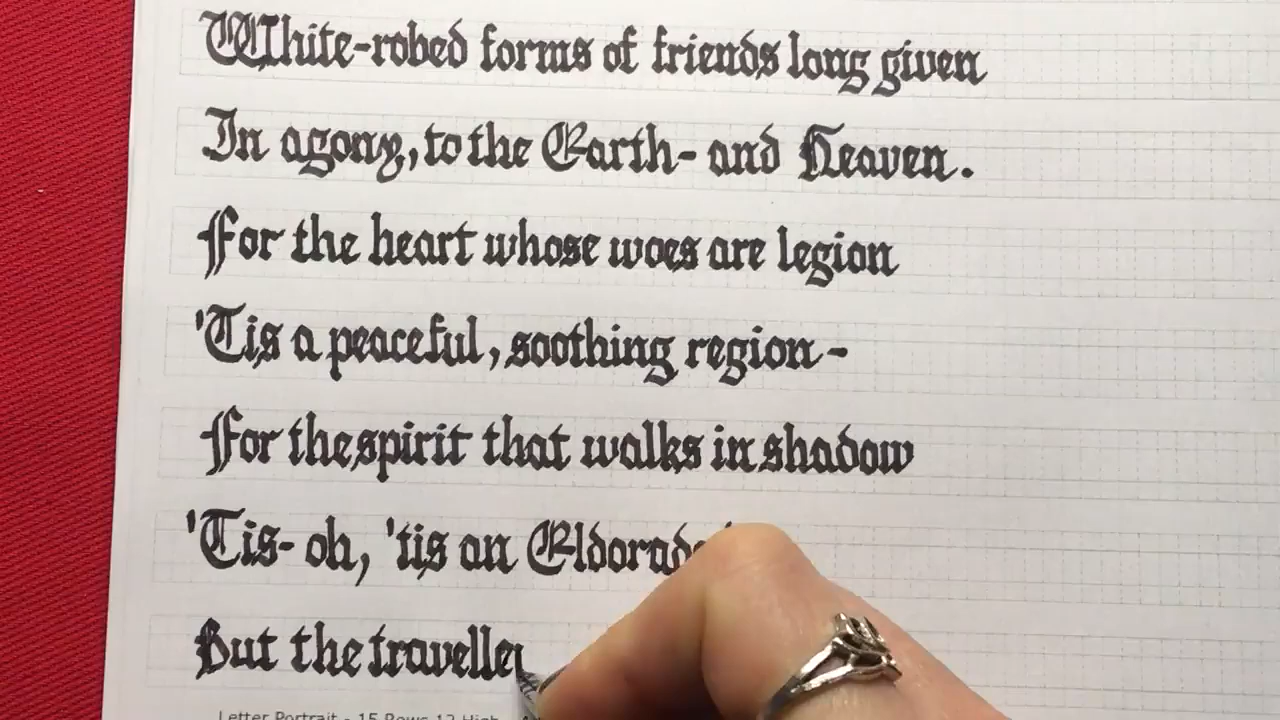 White-robed forms of friends long given
In agony, to the Earth- and Heaven.
For the heart whose woes are legion
'Tis a peaceful, soothing region -
For the spirit that walks in shadow
'Tis- oh, 'tis an Eldorado
But the traveller
Letter Portrait - 15 Rows 12 High